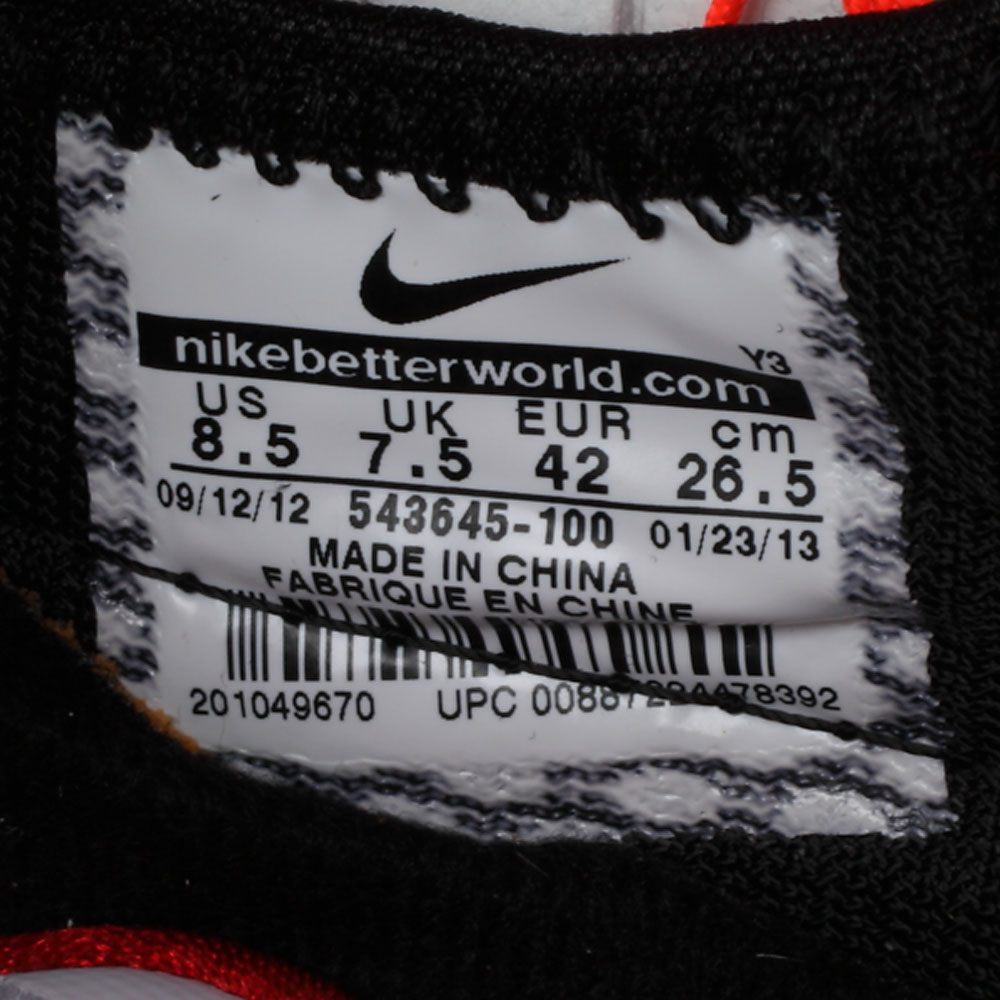 nikebetterworld.com Y3
US UK EUR cm
8.5 7.5 42 26.5
09/12/12 543645-100 01/23/13
MADE IN CHINA
FABRIQUE EN CHINE
201049670 UPC